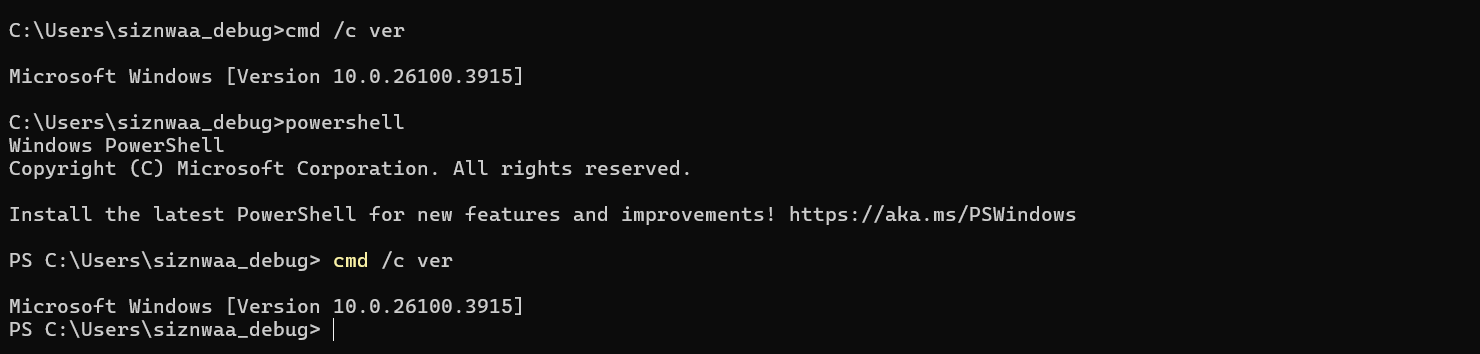 C:\Users\siznwaa_debug>cmd /c ver
Microsoft Windows [Version 10.0.26100.3915]
C:\Users\siznwaa_debug>powershell
Windows PowerShell
Copyright (C) Microsoft Corporation. All rights reserved.
Install the latest PowerShell for new features and improvements! https://aka.ms/PSWindows
PS C:\Users\siznwaa_debug> cmd /c ver
Microsoft Windows [Version 10.0.26100.3915]
PS C:\Users\siznwaa_debug>